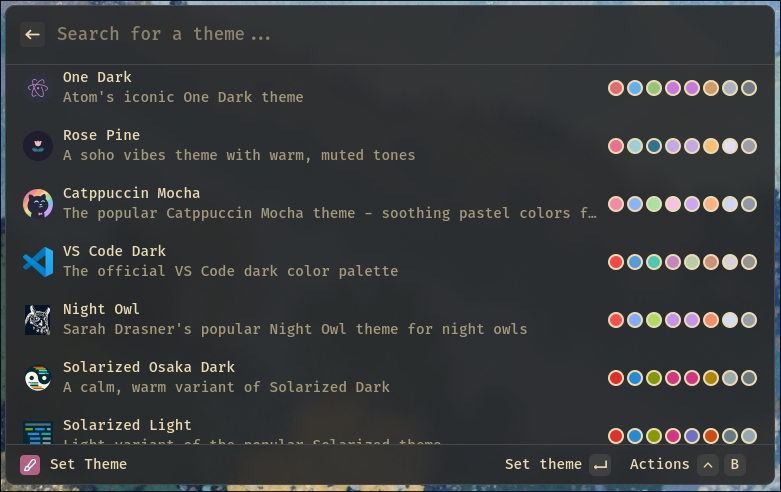 Search for a theme...
One Dark
Atom's iconic One Dark theme
Rose Pine
A soho vibes theme with warm, muted tones
Catppuccin Mocha
The popular Catppuccin Mocha theme - soothing pastel colors f…
VS Code Dark
The official VS Code dark color palette
Night Owl
Sarah Drasner's popular Night Owl theme for night owls
Solarized Osaka Dark
A calm, warm variant of Solarized Dark
Solarized Light
Light variant of the popular Solarized theme
Set Theme
Set theme
Actions B